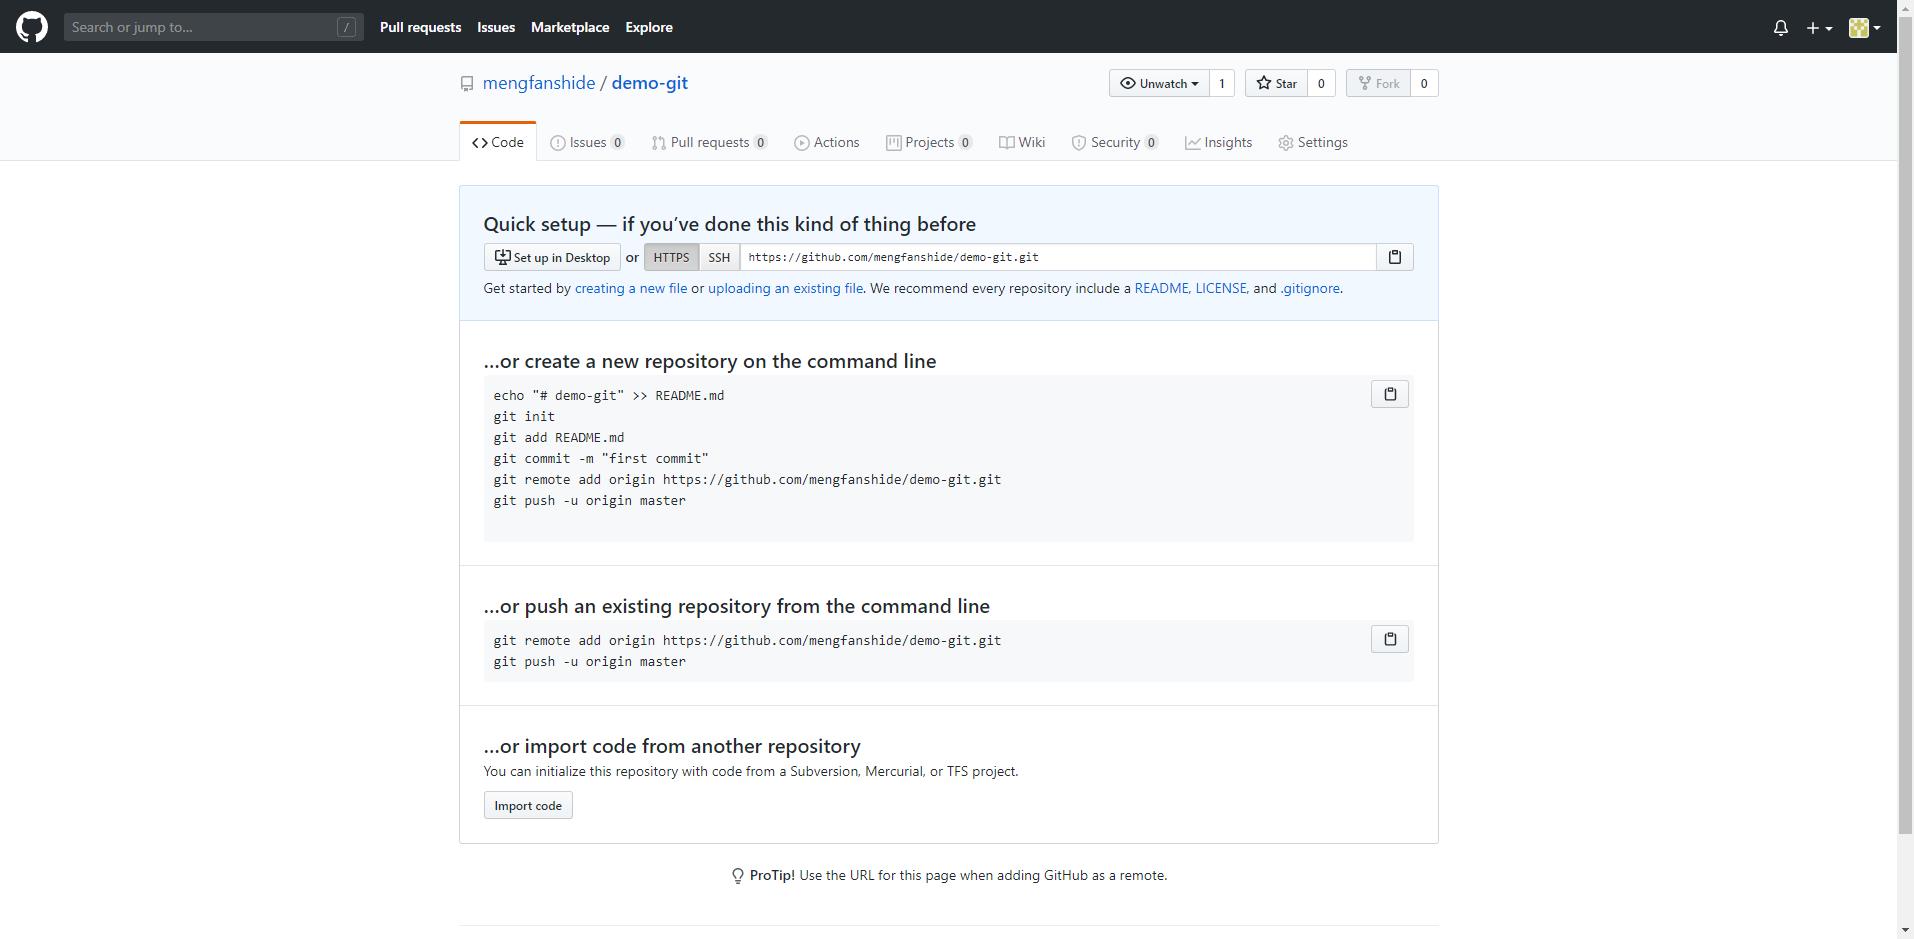 Search or jump to... / Pull requests Issues Marketplace Explore
mengfanshide / demo-git Unwatch 1 Star 0 Fork 0
Code Issues 0 Pull requests 0 Actions Projects 0 Wiki Security 0 Insights Settings
Quick setup — if you’ve done this kind of thing before
Set up in Desktop or HTTPS SSH https://github.com/mengfanshide/demo-git.git
Get started by creating a new file or uploading an existing file. We recommend every repository include a README, LICENSE, and .gitignore.
…or create a new repository on the command line
echo "# demo-git" >> README.md
git init
git add README.md
git commit -m "first commit"
git remote add origin https://github.com/mengfanshide/demo-git.git
git push -u origin master
…or push an existing repository from the command line
git remote add origin https://github.com/mengfanshide/demo-git.git
git push -u origin master
…or import code from another repository
You can initialize this repository with code from a Subversion, Mercurial, or TFS project.
Import code
ProTip! Use the URL for this page when adding GitHub as a remote.